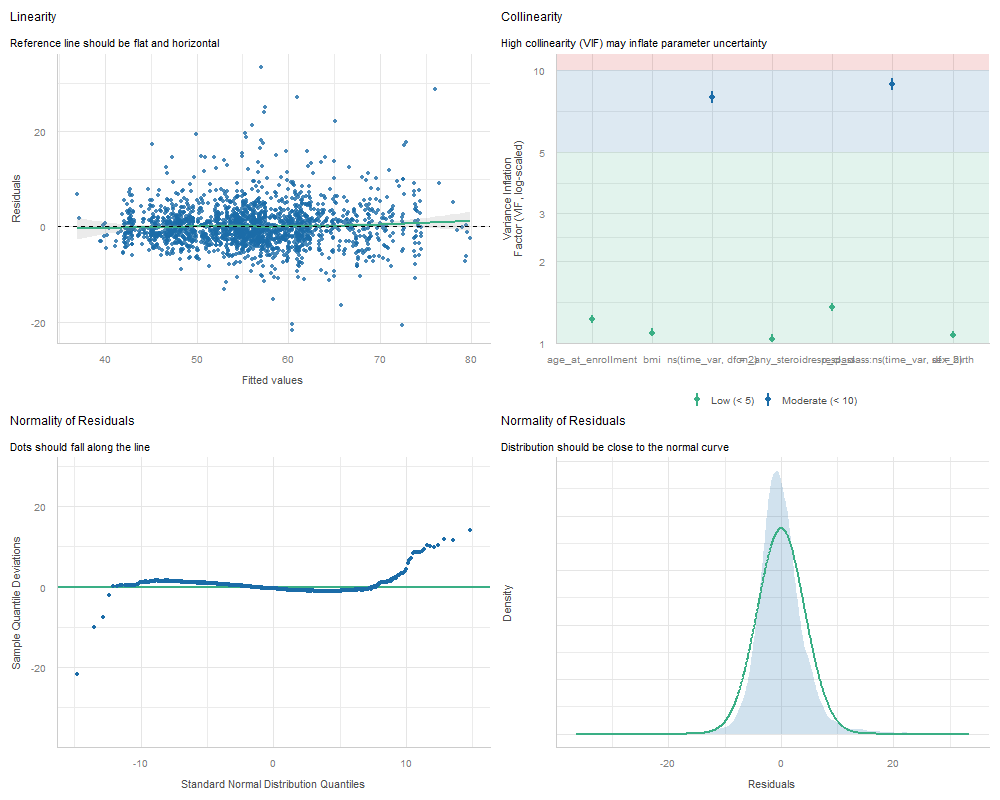 Linearity
Reference line should be flat and horizontal
Residuals
20
0
-20
40
50
60
70
80
Fitted values
Collinearity
High collinearity (VIF) may inflate parameter uncertainty
Variance Inflation
Factor (VIF, log-scaled)
10
5
3
2
1
age_at_enrollment bmi ns(time_var,
Low (< 5) Moderate (< 10)
Normality of Residuals
Dots should fall along the line
Sample Quantile Deviations
20
0
-20
-10
0
10
Standard Normal Distribution Quantiles
Normality of Residuals
Distribution should be close to the normal curve
Density
-20
0
20
Residuals